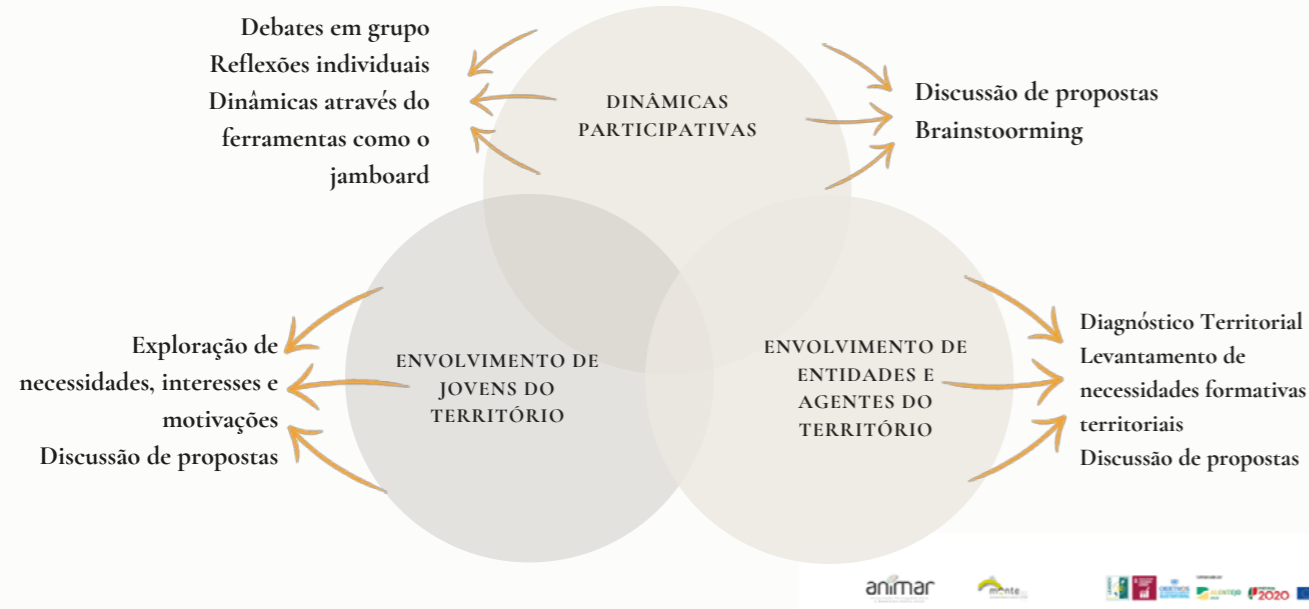 Debates em grupo
Reflexões individuais
Dinâmicas através do
ferramentas como o
jamboard
DINÂMICAS
PARTICIPATIVAS
Discussão de propostas
Brainstoorming
Exploração de
necessidades, interesses e
motivações
Discussão de propostas
ENVOLVIMENTO DE
JOVENS DO
TERRITÓRIO
ENVOLVIMENTO DE
ENTIDADES E
AGENTES DO
TERRITÓRIO
Diagnóstico Territorial
Levantamento de
necessidades formativas
territoriais
Discussão de propostas
animar
monte
2020